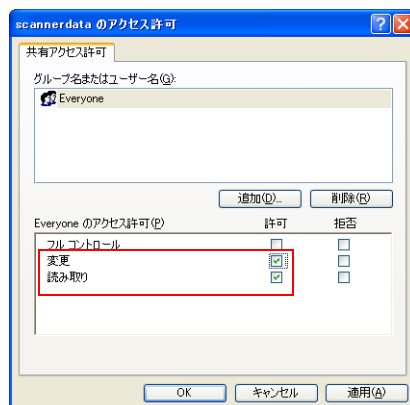 scannerdata のアクセス許可
共有アクセス許可
グループ名またはユーザー名(G):
Everyone
追加(D)... 削除(R)
Everyone のアクセス許可(P) 許可 拒否
フル コントロール
変更
読み取り
OK キャンセル 適用(A)